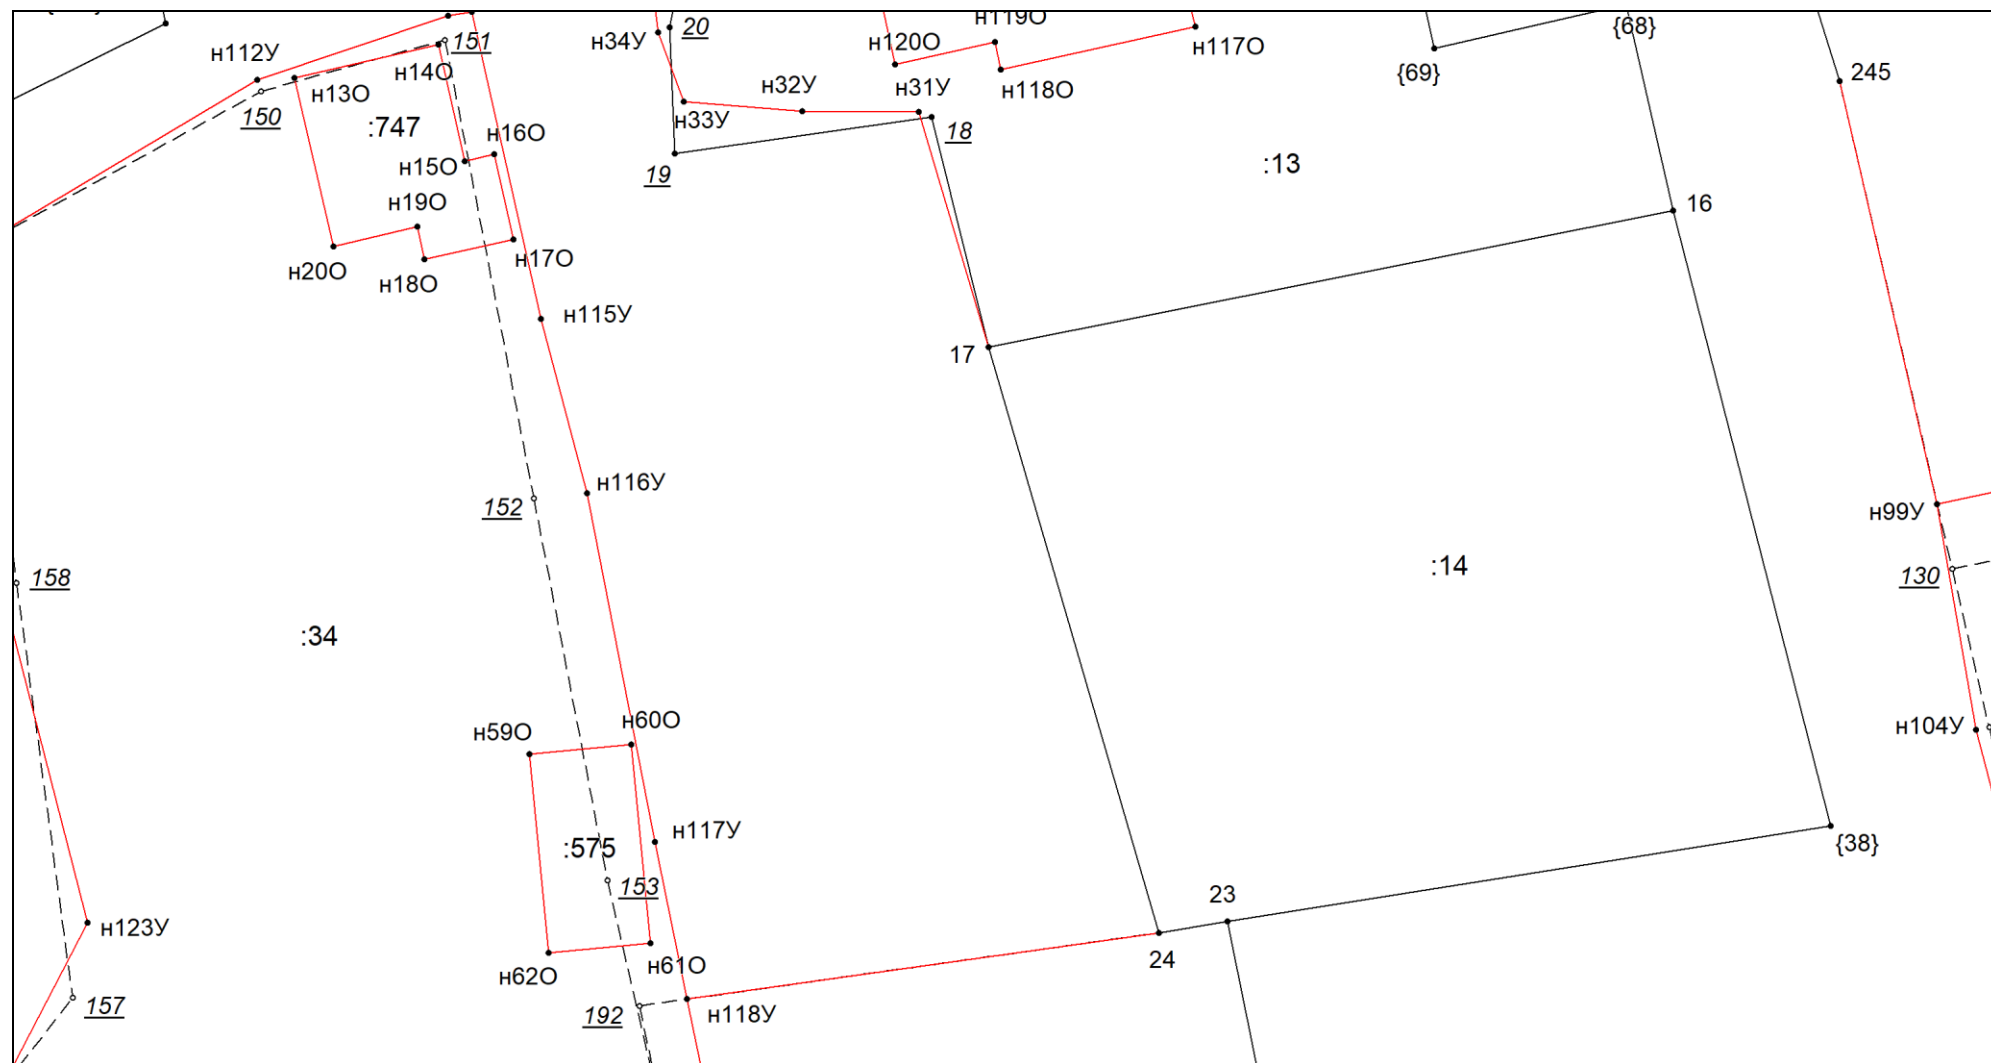 20
{68}
н119О
н34У
н120О
н117О
н112У
151
н14О
{69}
245
н13О
н32У
н31У
н118О
150
н33У
:747
18
н16О
н15О
:13
19
16
н19О
н20О
н17О
н18О
н115У
17
н116У
152
н99У
158
:14
130
:34
н59О
н60О
н104У
н117У
:575
{38}
153
23
н123У
н62О
н61О
24
157
192
н118У